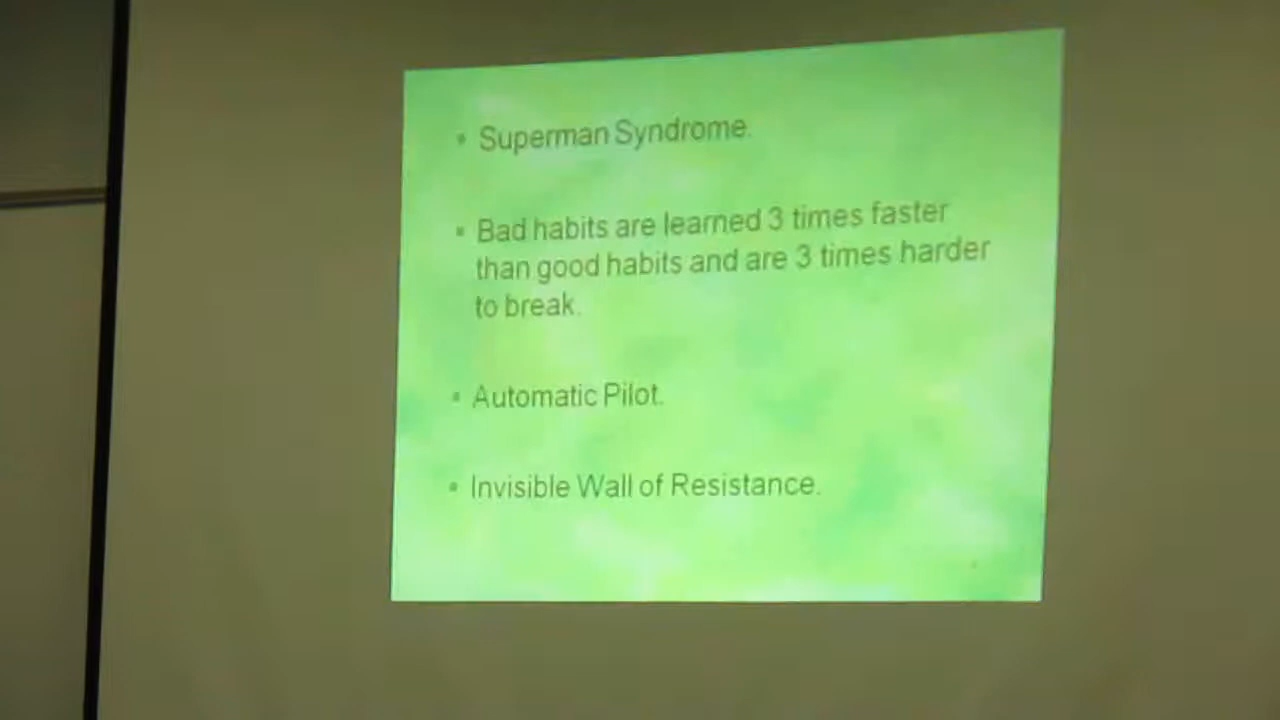 • Superman Syndrome.
• Bad habits are learned 3 times faster
than good habits and are 3 times harder
to break.
• Automatic Pilot.
• Invisible Wall of Resistance.